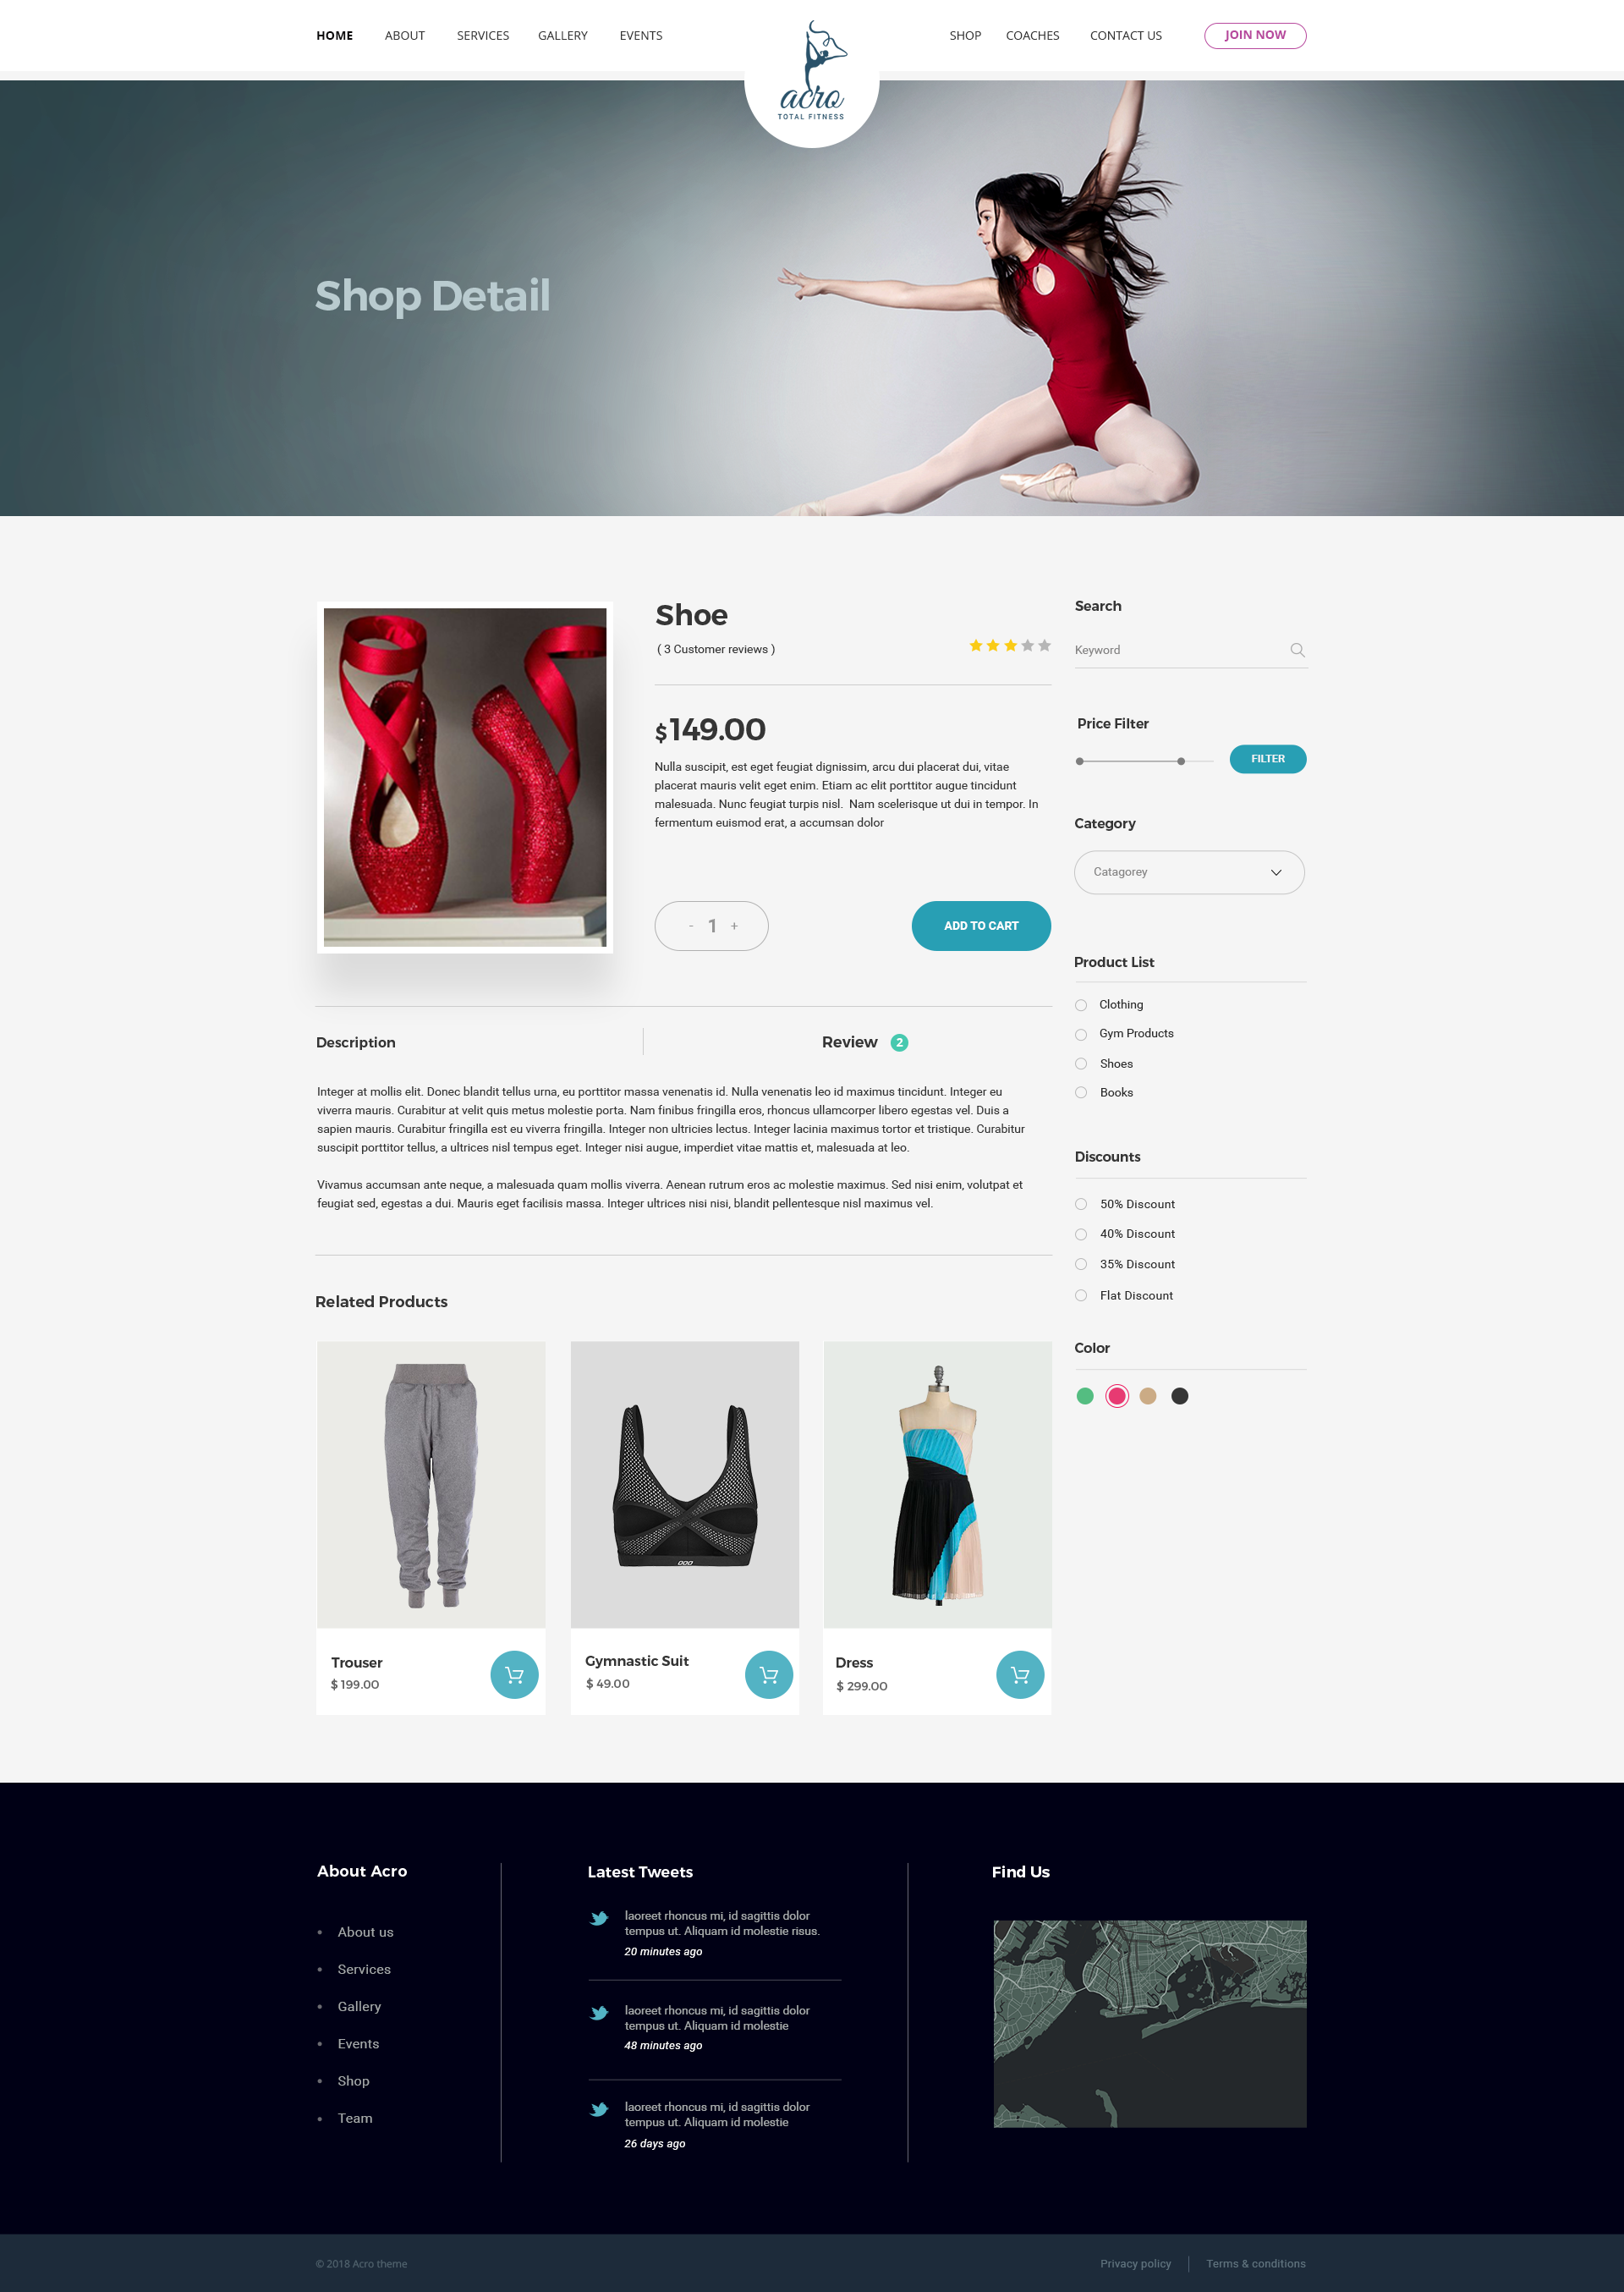 HOME ABOUT SERVICES GALLERY EVENTS
acro
TOTAL FITNESS
SHOP COACHES CONTACT US JOIN NOW
Shop Detail
Shoe
( 3 Customer reviews )
$149.00
Nulla suscipit, est eget feugiat dignissim, arcu dui placerat dui, vitae
placerat mauris velit eget enim. Etiam ac elit porttitor augue tincidunt
malesuada. Nunc feugiat turpis nisl. Nam scelerisque ut dui in tempor. In
fermentum euismod erat, a accumsan dolor
- 1 +
ADD TO CART
Description
Review 2
Integer at mollis elit. Donec blandit tellus urna, eu porttitor massa venenatis id. Nulla venenatis leo id maximus tincidunt. Integer eu
viverra mauris. Curabitur at velit quis metus molestie porta. Nam finibus fringilla eros, rhoncus ullamcorper libero egestas vel. Duis a
sapien mauris. Curabitur fringilla est eu viverra fringilla. Integer non ultricies lectus. Integer lacinia maximus tortor et tristique. Curabitur
suscipit porttitor tellus, a ultrices nisl tempus eget. Integer nisi augue, imperdiet vitae mattis et, malesuada at leo.
Vivamus accumsan ante neque, a malesuada quam mollis viverra. Aenean rutrum eros ac molestie maximus. Sed nisi enim, volutpat et
feugiat sed, egestas a dui. Mauris eget facilisis massa. Integer ultrices nisi nisi, blandit pellentesque nisl maximus vel.
Related Products
Trouser
$ 199.00
Gymnastic Suit
$ 49.00
Dress
$ 299.00
Search
Keyword
Price Filter
FILTER
Category
Catagorey
Product List
Clothing
Gym Products
Shoes
Books
Discounts
50% Discount
40% Discount
35% Discount
Flat Discount
Color
About Acro
About us
Services
Gallery
Events
Shop
Team
Latest Tweets
laoreet rhoncus mi, id sagittis dolor
tempus ut. Aliquam id molestie risus.
20 minutes ago
laoreet rhoncus mi, id sagittis dolor
tempus ut. Aliquam id molestie
48 minutes ago
laoreet rhoncus mi, id sagittis dolor
tempus ut. Aliquam id molestie
26 days ago
Find Us
© 2018 Acro theme
Privacy policy
Terms & conditions